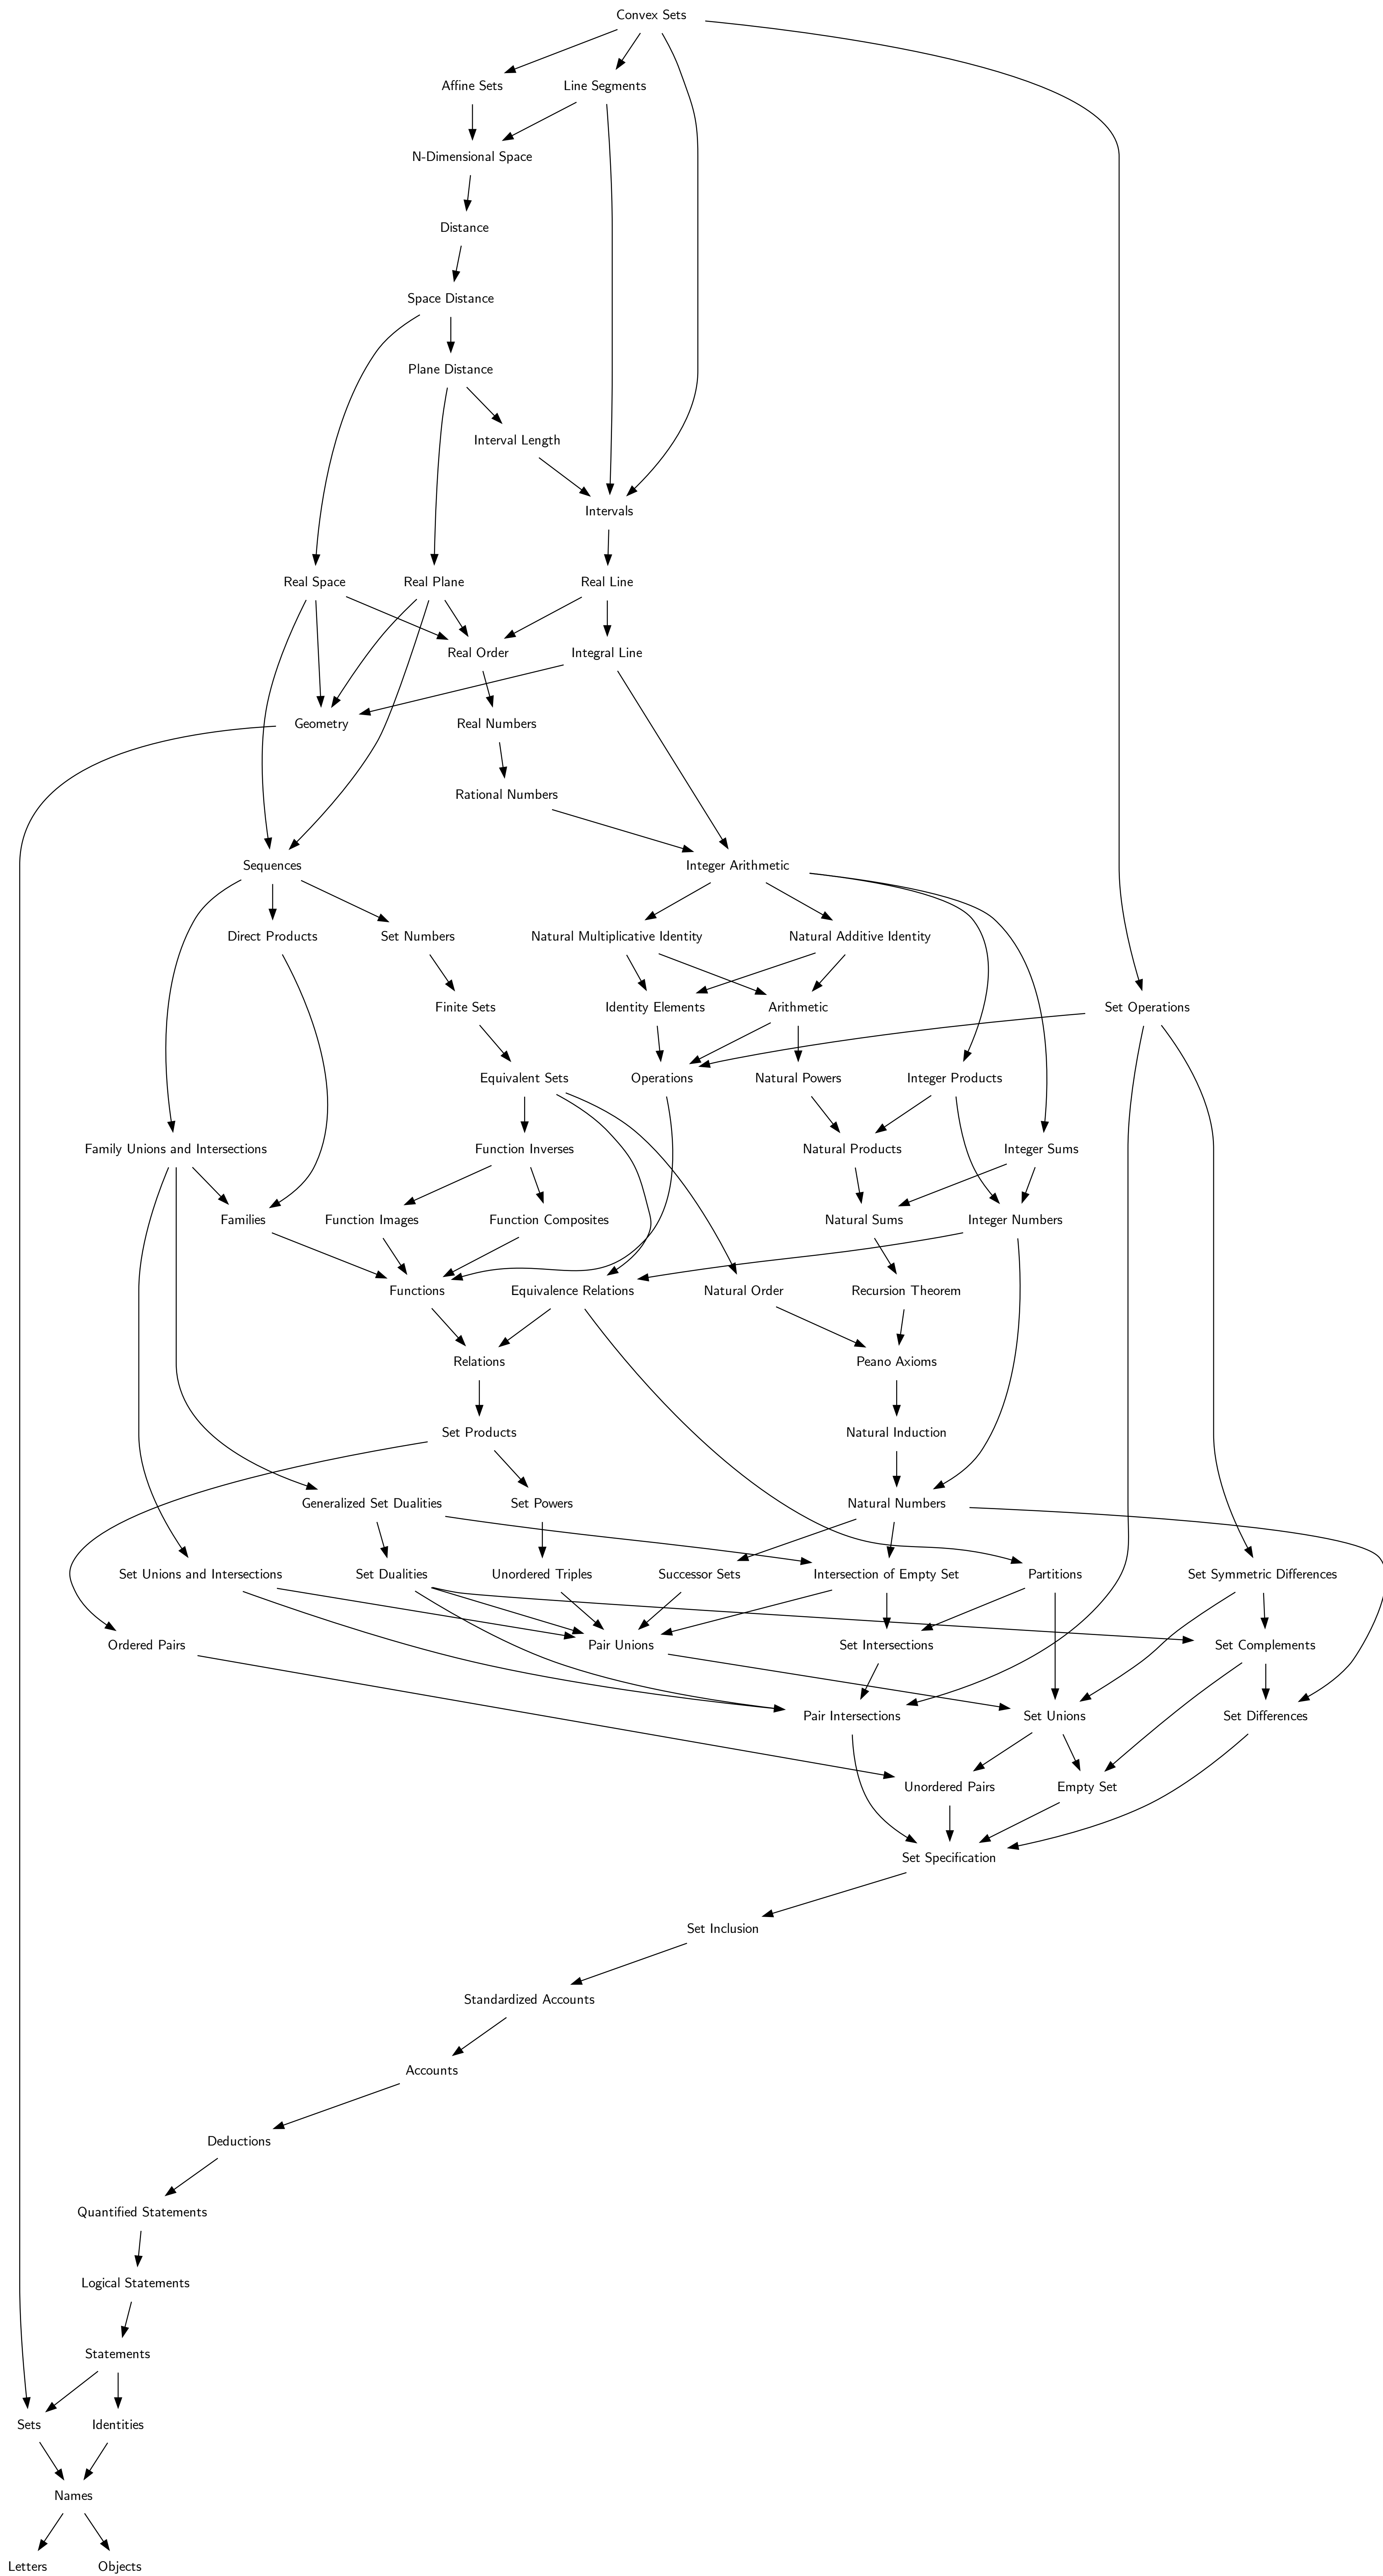 Convex Sets
Affine Sets
Line Segments
N-Dimensional Space
Distance
Space Distance
Plane Distance
Interval Length
Intervals
Real Space
Real Plane
Real Line
Real Order
Integral Line
Geometry
Real Numbers
Rational Numbers
Sequences
Integer Arithmetic
Direct Products
Set Numbers
Natural Multiplicative Identity
Natural Additive Identity
Finite Sets
Identity Elements
Arithmetic
Set Operations
Equivalent Sets
Operations
Natural Powers
Integer Products
Family Unions and Intersections
Function Inverses
Natural Products
Integer Sums
Families
Function Images
Function Composites
Natural Sums
Integer Numbers
Functions
Equivalence Relations
Natural Order
Recursion Theorem
Relations
Peano Axioms
Set Products
Natural Induction
Generalized Set Dualities
Set Powers
Natural Numbers
Set Unions and Intersections
Set Dualities
Unordered Triples
Successor Sets
Intersection of Empty Set
Partitions
Set Symmetric Differences
Ordered Pairs
Pair Unions
Set Intersections
Set Complements
Pair Intersections
Set Unions
Set Differences
Unordered Pairs
Empty Set
Set Specification
Set Inclusion
Standardized Accounts
Accounts
Deductions
Quantified Statements
Logical Statements
Statements
Sets
Identities
Names
Letters
Objects